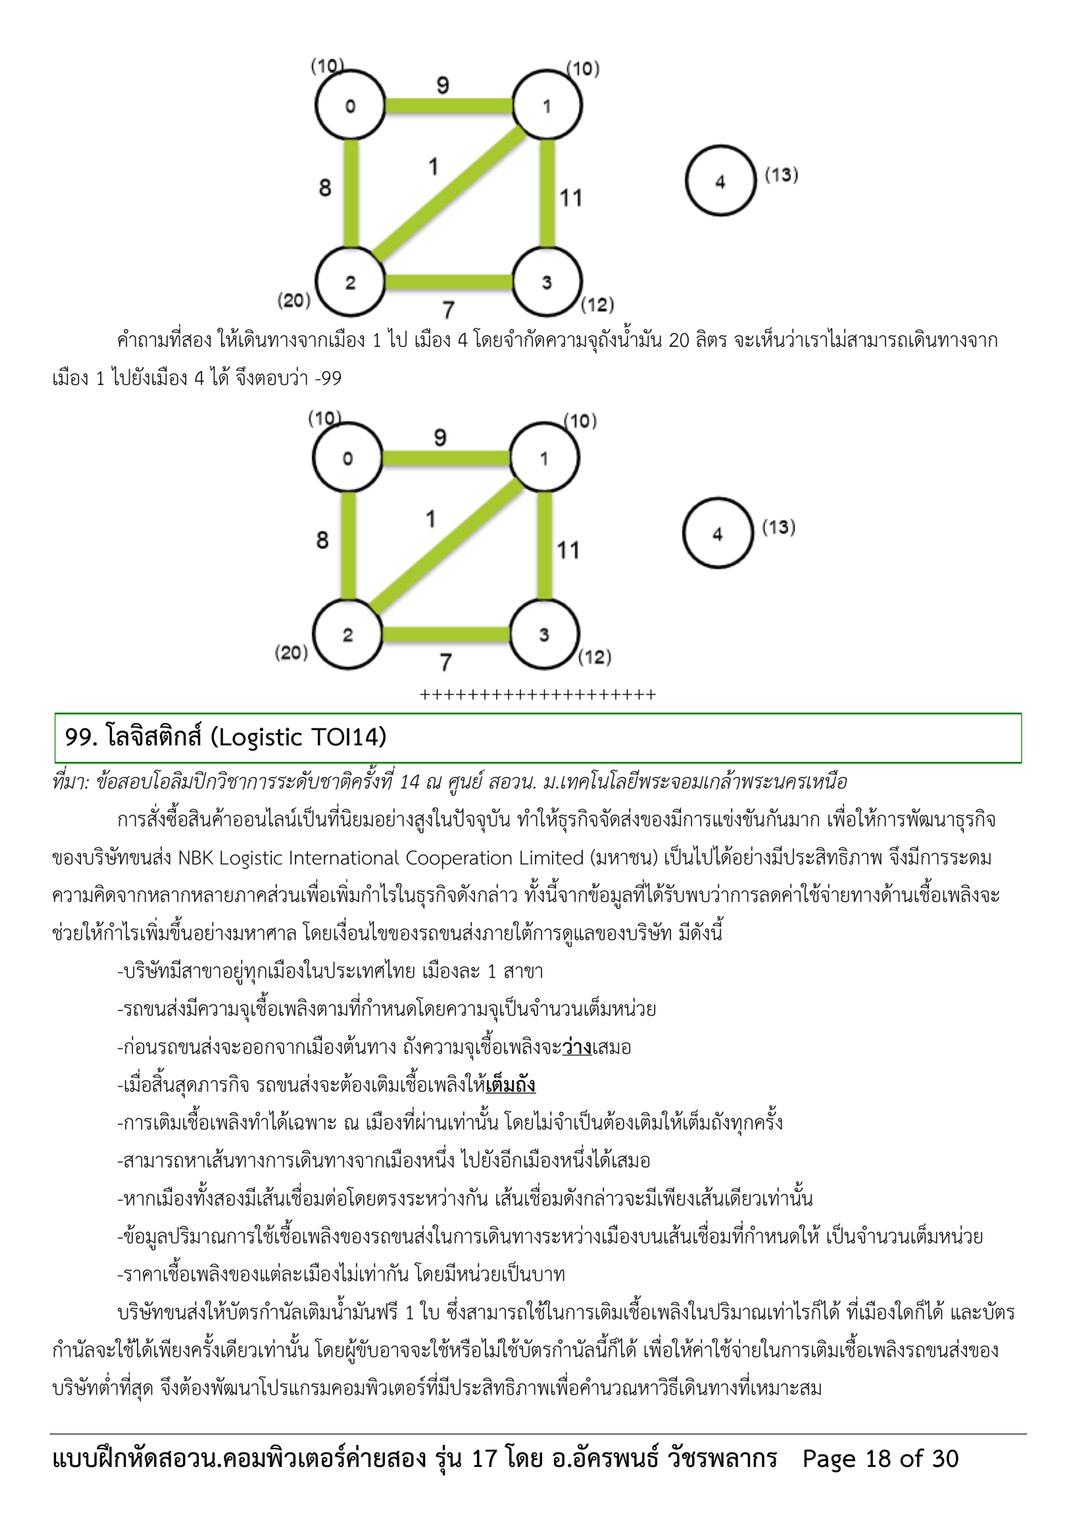 (10) (10)
9
0 1
1
8 11
4 (13)
2 3
(20) 7 (12)
คำถามที่สอง ให้เดินทางจากเมือง 1 ไป เมือง 4 โดยจำกัดความจุถังน้ำมัน 20 ลิตร จะเห็นว่าเราไม่สามารถเดินทางจาก
เมือง 1 ไปยังเมือง 4 ได้ จึงตอบว่า -99
(10) (10)
9
0 1
1
8 11
4 (13)
2 3
(20) 7 (12)
++++++++++++++++++++
99. โลจิสติกส์ (Logistic TOI14)
ที่มา: ข้อสอบโอลิมปิกวิชาการระดับชาติครั้งที่ 14 ณ ศูนย์ สอวน. ม.เทคโนโลยีพระจอมเกล้าพระนครเหนือ
การสั่งซื้อสินค้าออนไลน์เป็นที่นิยมอย่างสูงในปัจจุบัน ทำให้ธุรกิจจัดส่งของมีการแข่งขันกันมาก เพื่อให้การพัฒนาธุรกิจ
ของบริษัทขนส่ง NBK Logistic International Cooperation Limited (มหาชน) เป็นไปได้อย่างมีประสิทธิภาพ จึงมีการระดม
ความคิดจากหลากหลายภาคส่วนเพื่อเพิ่มกำไรในธุรกิจดังกล่าว ทั้งนี้จากข้อมูลที่ได้รับพบว่าการลดค่าใช้จ่ายทางด้านเชื้อเพลิงจะ
ช่วยให้กำไรเพิ่มขึ้นอย่างมหาศาล โดยเงื่อนไขของรถขนส่งภายใต้การดูแลของบริษัท มีดังนี้
-บริษัทมีสาขาอยู่ทุกเมืองในประเทศไทย เมืองละ 1 สาขา
-รถขนส่งมีความจุเชื้อเพลิงตามที่กำหนดโดยความจุเป็นจำนวนเต็มหน่วย
-ก่อนรถขนส่งจะออกจากเมืองต้นทาง ถังความจุเชื้อเพลิงจะว่างเสมอ
-เมื่อสิ้นสุดภารกิจ รถขนส่งจะต้องเติมเชื้อเพลิงให้เต็มถัง
-การเติมเชื้อเพลิงทำได้เฉพาะ ณ เมืองที่ผ่านเท่านั้น โดยไม่จำเป็นต้องเติมให้เต็มถังทุกครั้ง
-สามารถหาเส้นทางการเดินทางจากเมืองหนึ่ง ไปยังอีกเมืองหนึ่งได้เสมอ
-หากเมืองทั้งสองมีเส้นเชื่อมต่อโดยตรงระหว่างกัน เส้นเชื่อมดังกล่าวจะมีเพียงเส้นเดียวเท่านั้น
-ข้อมูลปริมาณการใช้เชื้อเพลิงของรถขนส่งในการเดินทางระหว่างเมืองบนเส้นเชื่อมที่กำหนดให้ เป็นจำนวนเต็มหน่วย
-ราคาเชื้อเพลิงของแต่ละเมืองไม่เท่ากัน โดยมีหน่วยเป็นบาท
บริษัทขนส่งให้บัตรกำนัลเติมน้ำมันฟรี 1 ใบ ซึ่งสามารถใช้ในการเติมเชื้อเพลิงในปริมาณเท่าไรก็ได้ ที่เมืองใดก็ได้ และบัตร
กำนัลจะใช้ได้เพียงครั้งเดียวเท่านั้น โดยผู้ขับอาจจะใช้หรือไม่ใช้บัตรกำนัลนี้ก็ได้ เพื่อให้ค่าใช้จ่ายในการเติมเชื้อเพลิงรถขนส่งของ
บริษัทต่ำที่สุด จึงต้องพัฒนาโปรแกรมคอมพิวเตอร์ที่มีประสิทธิภาพเพื่อคำนวณหาวิธีเดินทางที่เหมาะสม
แบบฝึกหัดสอวน.คอมพิวเตอร์ค่ายสอง รุ่น 17 โดย อ.อัครพนธ์ วัชรพลากร Page 18 of 30